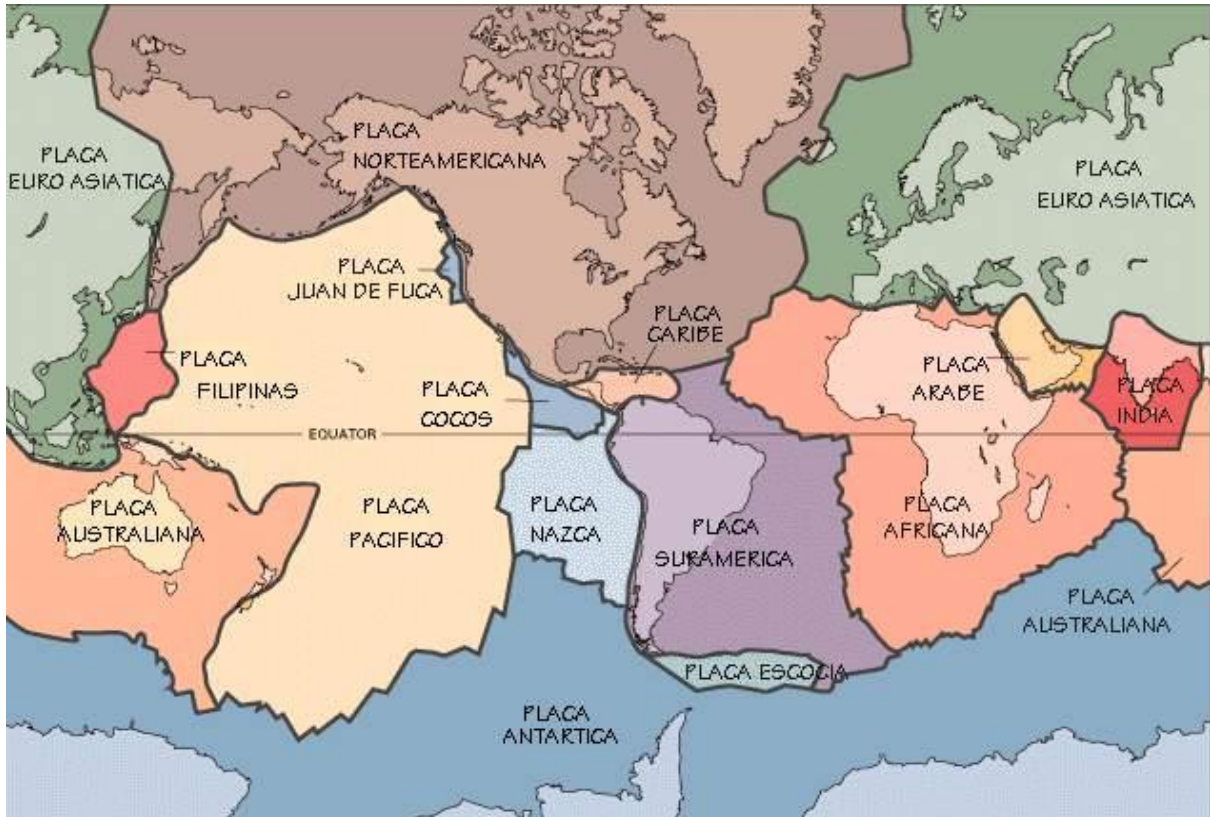 PLACA
EURO ASIATICA
PLACA
NORTEAMERICANA
PLACA
EURO ASIATICA
PLACA
JUAN DE FUCA
PLACA
CARIBE
PLACA
FILIPINAS
PLACA
COCOS
PLACA
ARABE
PLACA
INDIA
EQUATOR
PLACA
AUSTRALIANA
PLACA
PACIFICO
PLACA
NAZCA
PLACA
SURAMERICA
PLACA
AFRICANA
PLACA
AUSTRALIANA
PLACA ESCOCIA
PLACA
ANTARTICA